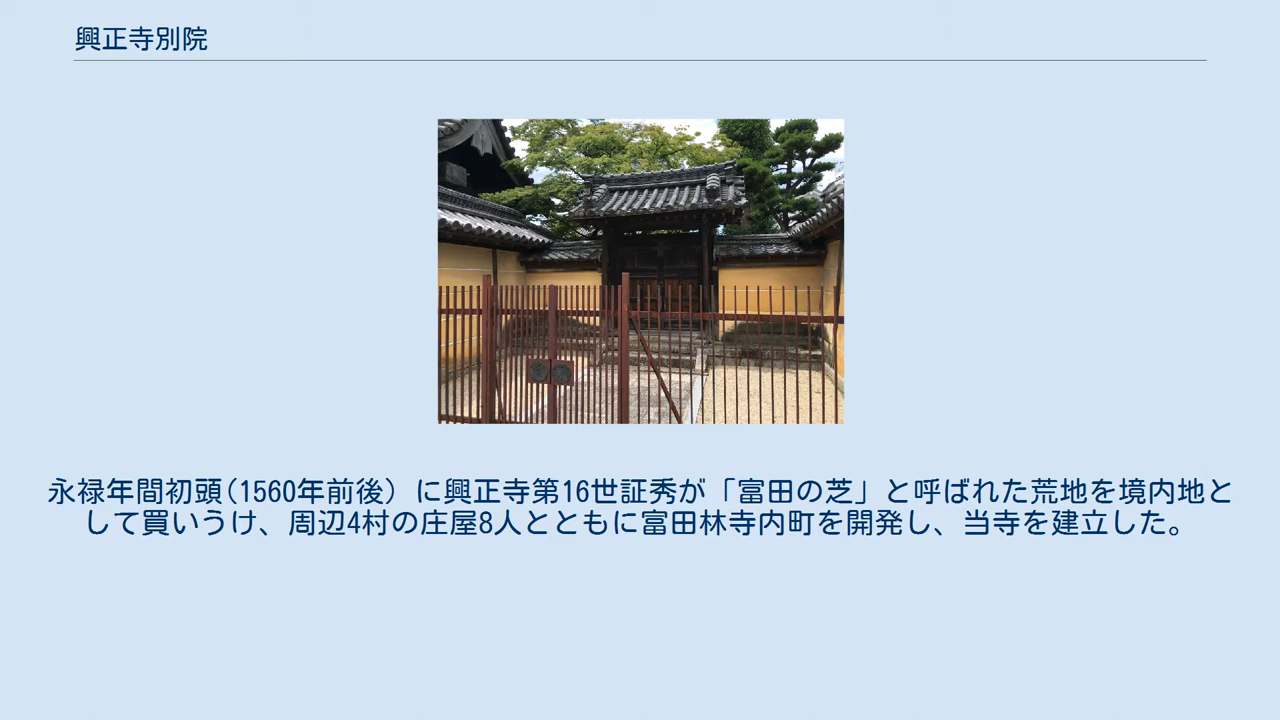 興正寺別院
永禄年間初頭(1560年前後) に興正寺第16世証秀が「富田の芝」と呼ばれた荒地を境内地と
して買いうけ、周辺4村の庄屋8人とともに富田林寺内町を開発し、当寺を建立した。